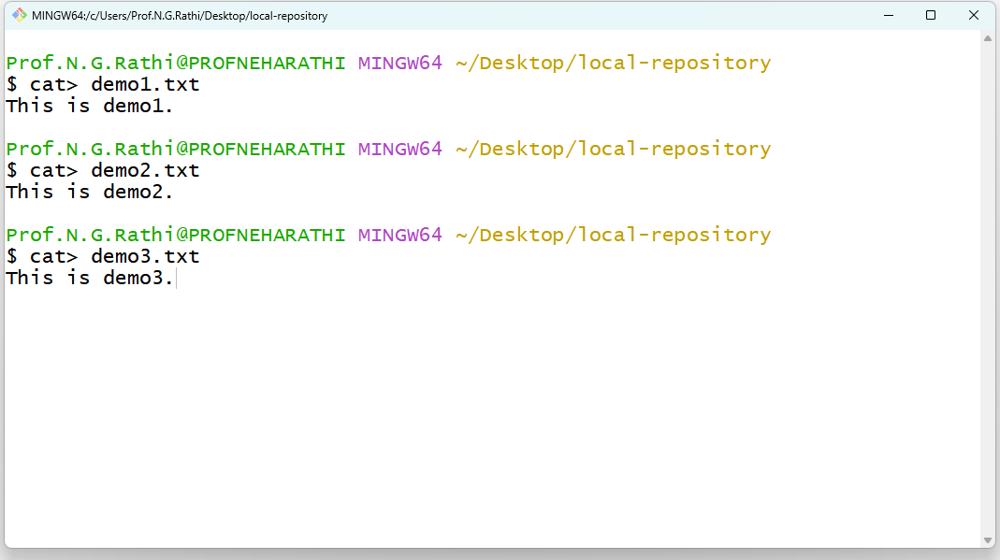 MINGW64:/c/Users/Prof.N.G.Rathi/Desktop/local-repository
Prof.N.G.Rathi@PROFNEHARATHI MINGW64 ~/Desktop/local-repository
$ cat> demo1.txt
This is demo1.
Prof.N.G.Rathi@PROFNEHARATHI MINGW64 ~/Desktop/local-repository
$ cat> demo2.txt
This is demo2.
Prof.N.G.Rathi@PROFNEHARATHI MINGW64 ~/Desktop/local-repository
$ cat> demo3.txt
This is demo3.